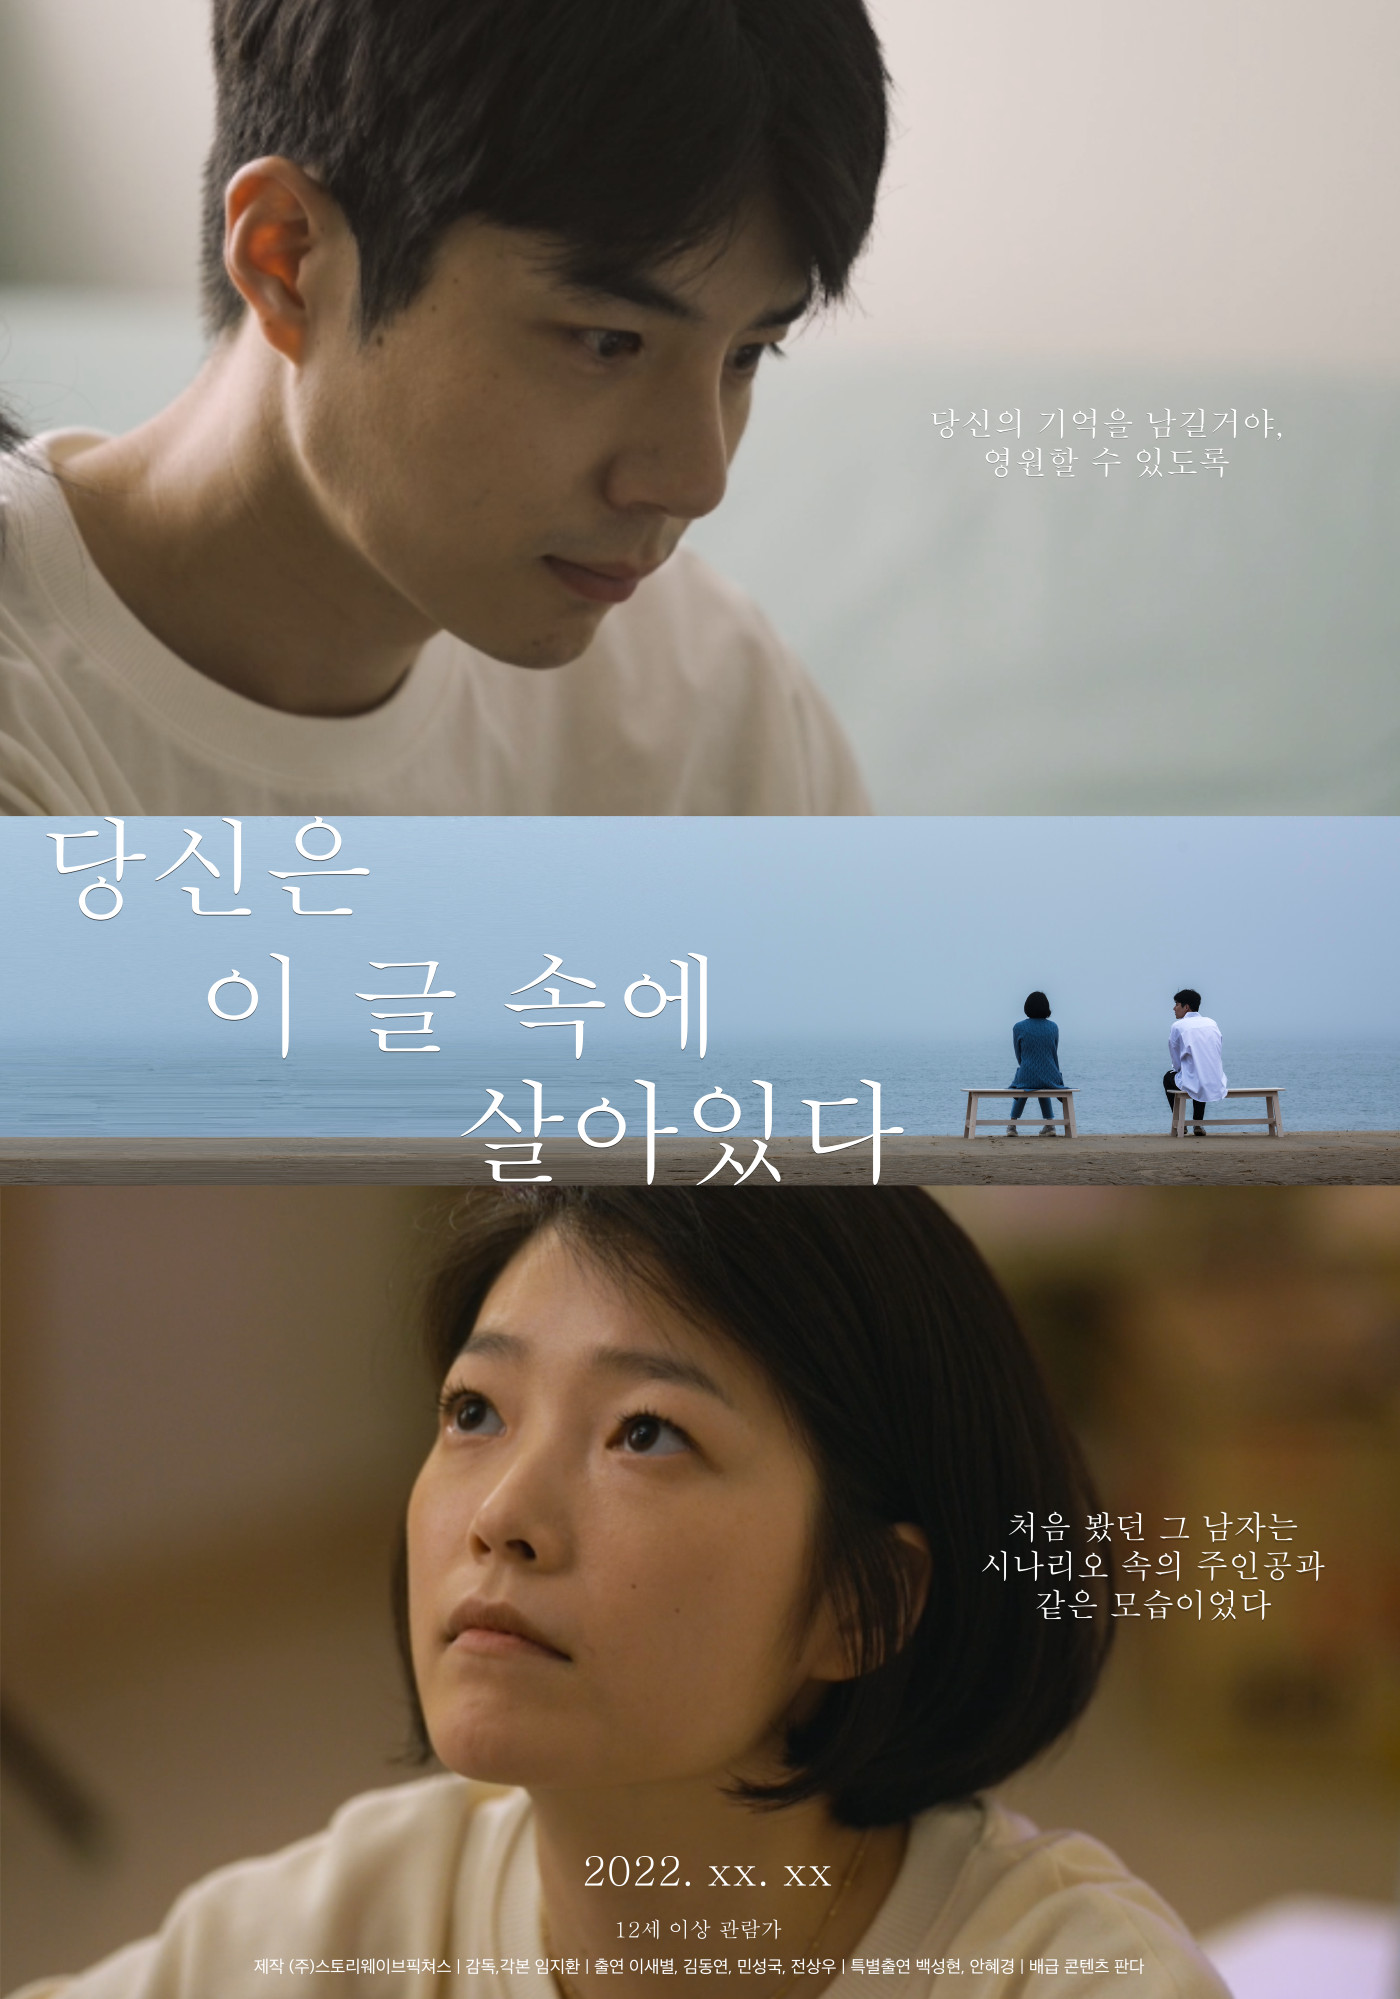 당신의 기억을 남길거야,
영원할 수 있도록
당신은
이 글 속에
살아있다
처음 봤던 그 남자는
시나리오 속의 주인공과
같은 모습이었다
2022. xx. xx
12세 이상 관람가
제작 (주)스토리웨이브픽쳐스 | 감독,각본 임지환 | 출연 이새별, 김동연, 민성국, 전상우 | 특별출연 백성현, 안혜경 | 배급 콘텐츠 판다